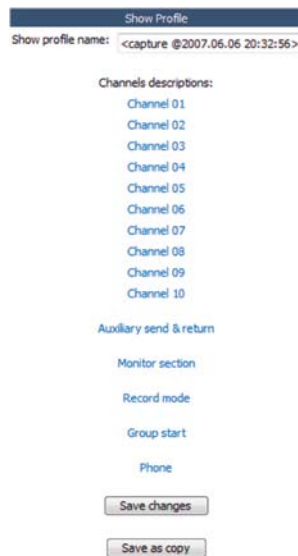 Show Profile
Show profile name: <capture @2007.06.06 20:32:56>
Channels descriptions:
Channel 01
Channel 02
Channel 03
Channel 04
Channel 05
Channel 06
Channel 07
Channel 08
Channel 09
Channel 10
Auxiliary send & return
Monitor section
Record mode
Group start
Phone
Save changes
Save as copy